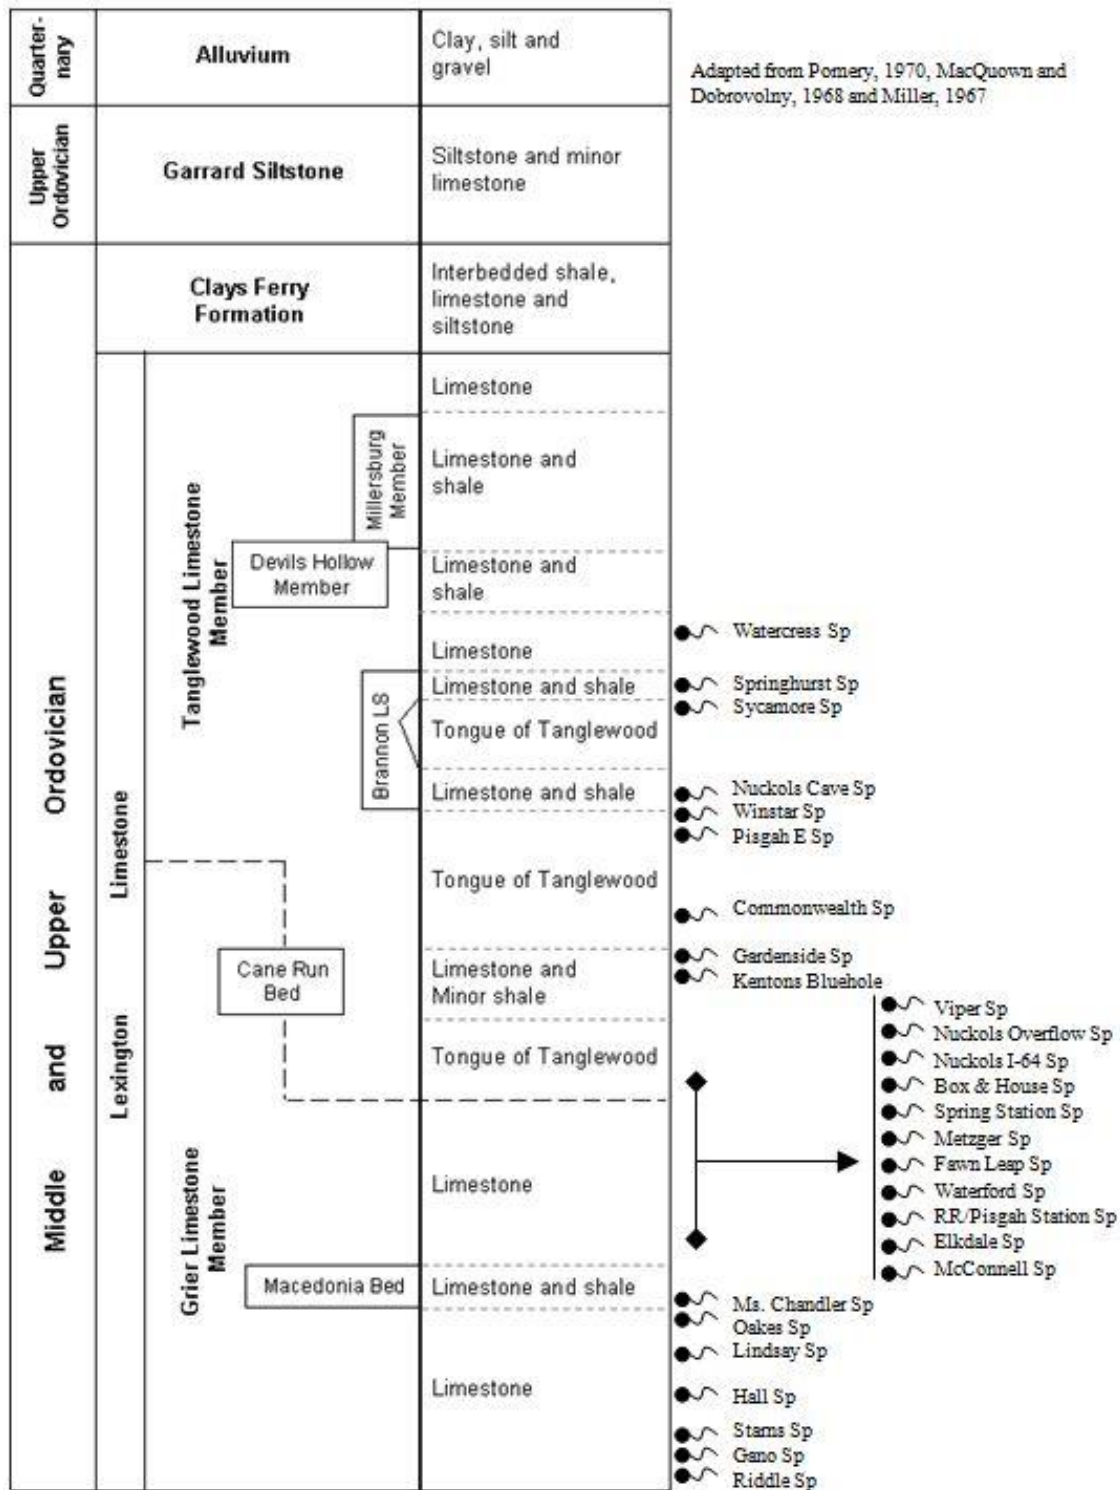 Quarter-
nary
Alluvium
Clay, silt and
gravel
Adapted from Pomery, 1970, MacQuown and
Dobrovolny, 1968 and Miller, 1967
Upper
Ordovician
Garrard Siltstone
Siltstone and minor
limestone
Middle and Upper Ordovician
Clays Ferry
Formation
Interbedded shale,
limestone and
siltstone
Lexington Limestone
Tanglewood Limestone
Member
Limestone
Millersburg
Member
Limestone and
shale
Devils Hollow
Member
Limestone and
shale
Limestone
Watercress Sp
Brannon LS
Limestone and shale
Springhurst Sp
Sycamore Sp
Tongue of Tanglewood
Limestone and shale
Nuckols Cave Sp
Winstar Sp
Pisgah E Sp
Tongue of Tanglewood
Commonwealth Sp
Cane Run
Bed
Limestone and
Minor shale
Gardenside Sp
Kentons Bluehole
Tongue of Tanglewood
Viper Sp
Nuckols Overflow Sp
Nuckols I-64 Sp
Box & House Sp
Spring Station Sp
Metzger Sp
Fawn Leap Sp
Waterford Sp
RR/Pisgah Station Sp
Elkdale Sp
McConnell Sp
Grier Limestone
Member
Limestone
Macedonia Bed
Limestone and shale
Ms. Chandler Sp
Oakes Sp
Lindsay Sp
Limestone
Hall Sp
Stams Sp
Gano Sp
Riddle Sp